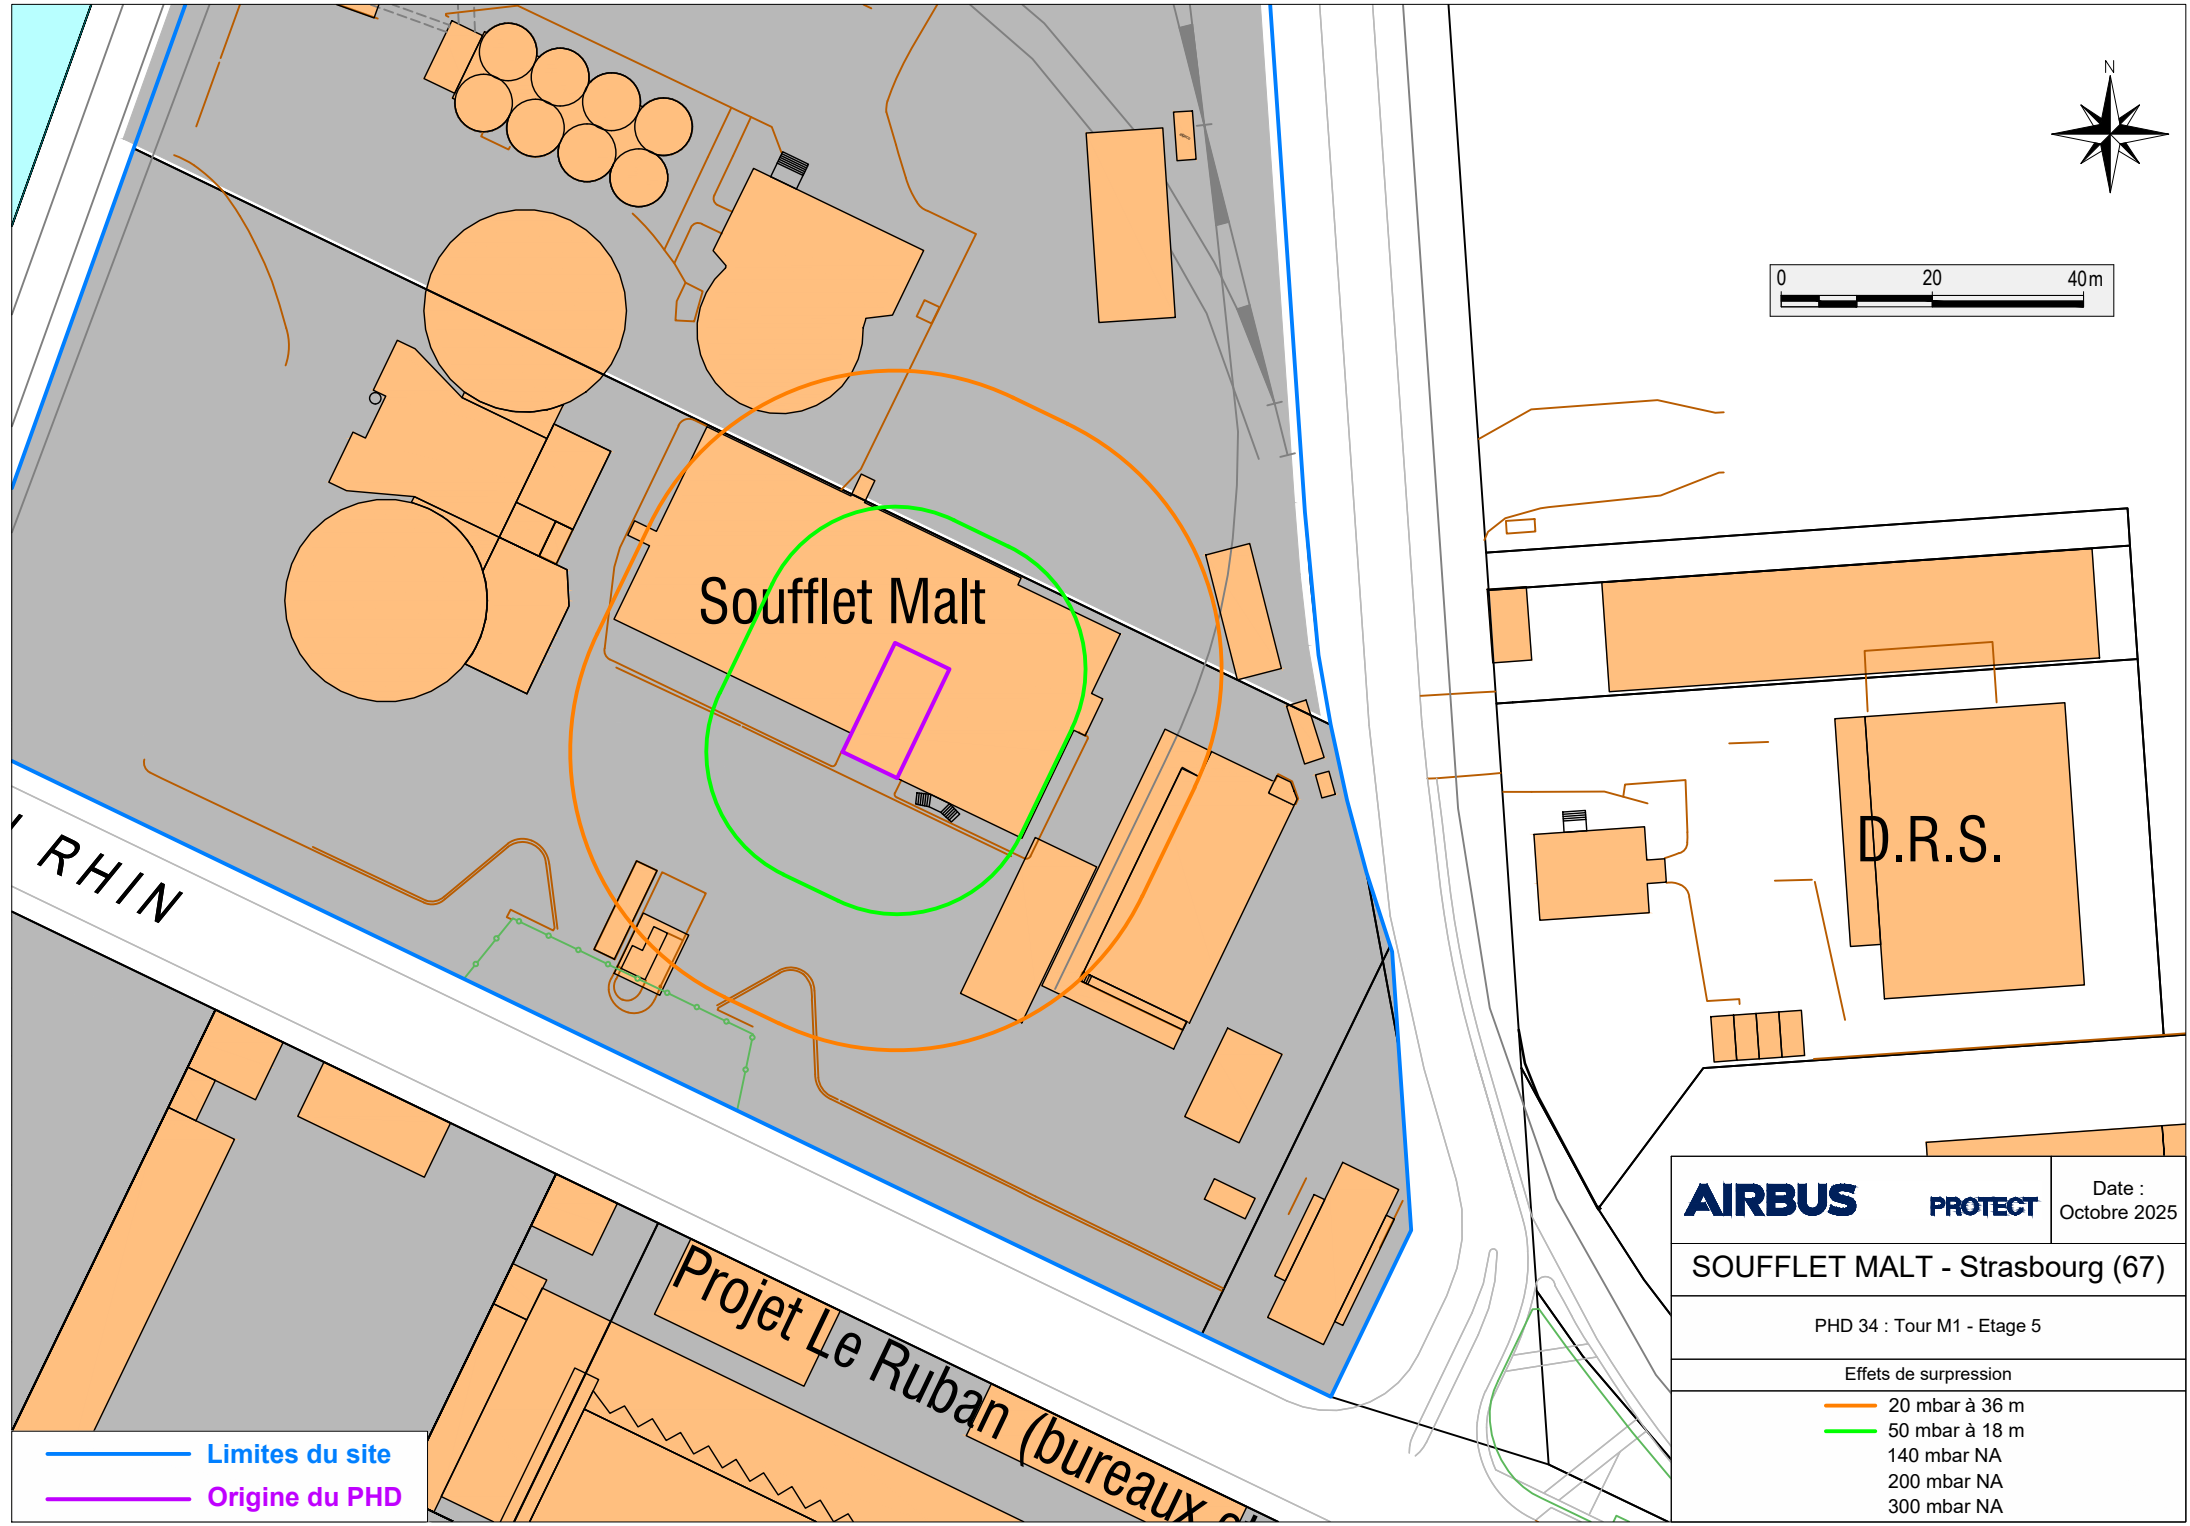 N
0 20 40 m
Soufflet Malt
D.R.S.
RHIN
Projet Le Ruban (bureaux
Limites du site
Origine du PHD
AIRBUS PROTECT
Date :
Octobre 2025
SOUFFLET MALT - Strasbourg (67)
PHD 34 : Tour M1 - Etage 5
Effets de surpression
20 mbar à 36 m
50 mbar à 18 m
140 mbar NA
200 mbar NA
300 mbar NA